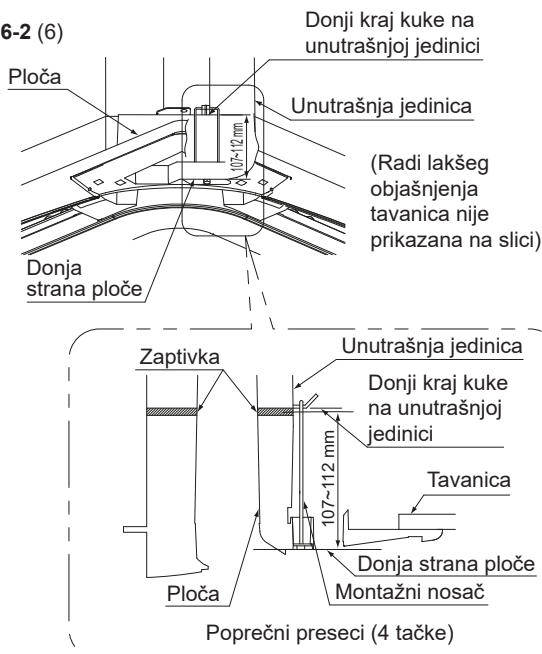 6-2 (6)
Donji kraj kuke na
unutrašnjoj jedinici
Ploča
Unutrašnja jedinica
107~112 mm
(Radi lakšeg
objašnjenja
tavanica nije
prikazana na slici)
Donja
strana ploče
Zaptivka
Unutrašnja jedinica
Donji kraj kuke
na unutrašnjoj
jedinici
107~112 mm
Tavanica
Donja strana ploče
Ploča
Montažni nosač
Poprečni preseci (4 tačke)